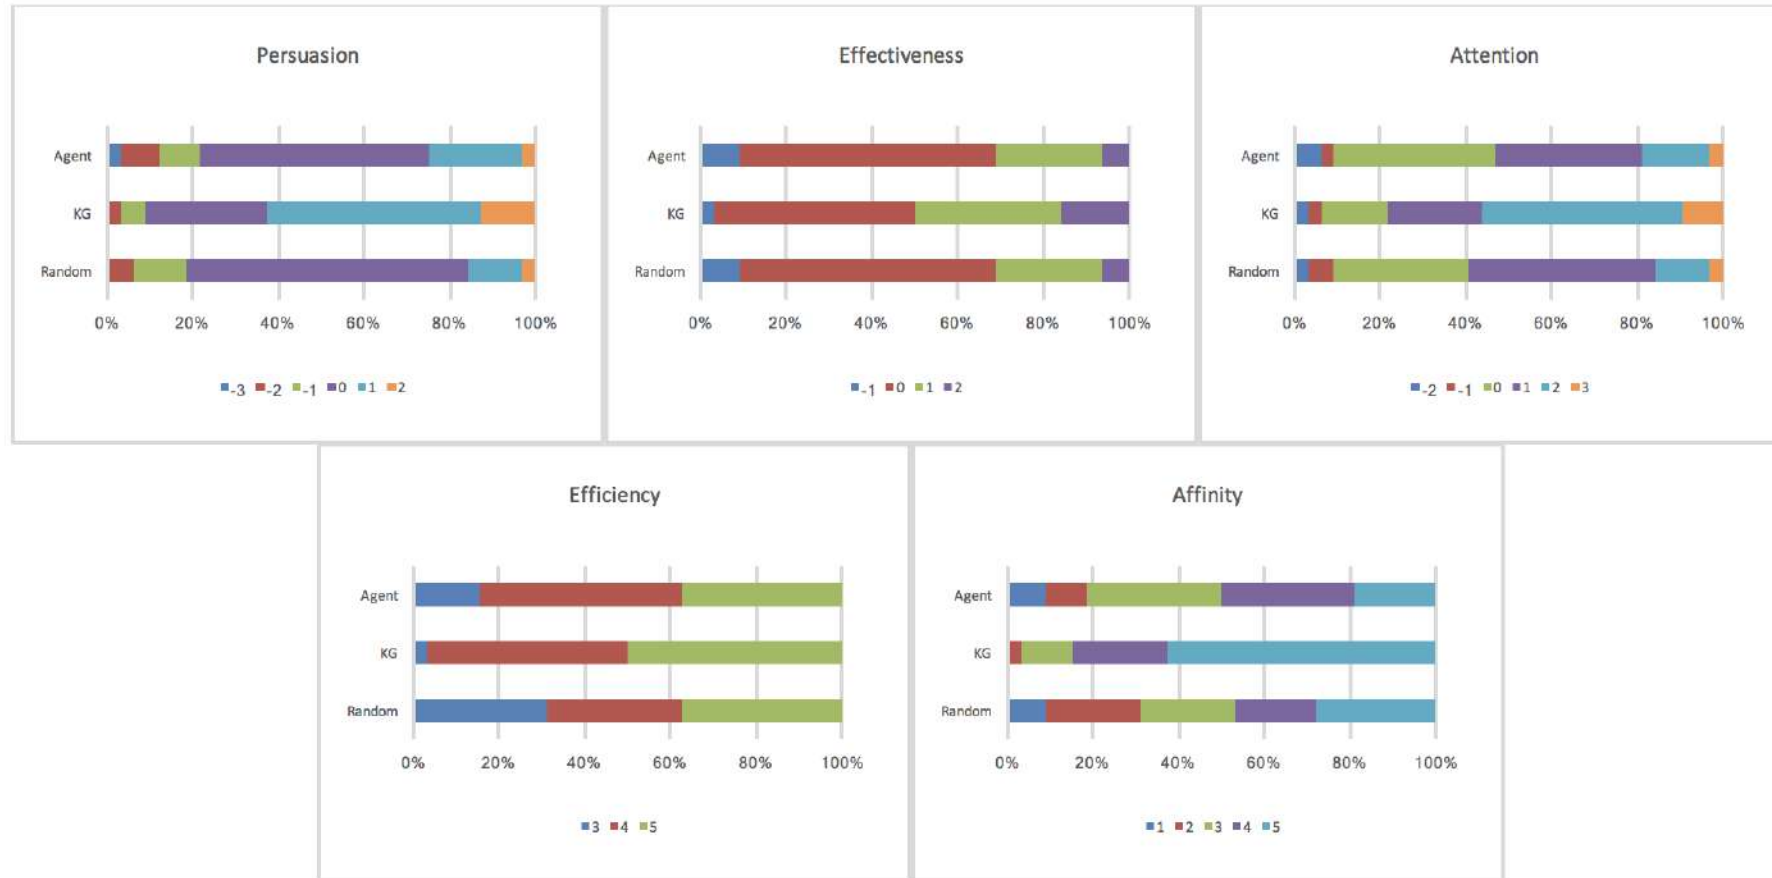 Persuasion
Agent
KG
Random
0% 20% 40% 60% 80% 100%
-3 -2 -1 0 1 2
Effectiveness
Agent
KG
Random
0% 20% 40% 60% 80% 100%
-1 0 1 2
Attention
Agent
KG
Random
0% 20% 40% 60% 80% 100%
-2 -1 0 1 2 3
Efficiency
Agent
KG
Random
0% 20% 40% 60% 80% 100%
3 4 5
Affinity
Agent
KG
Random
0% 20% 40% 60% 80% 100%
1 2 3 4 5